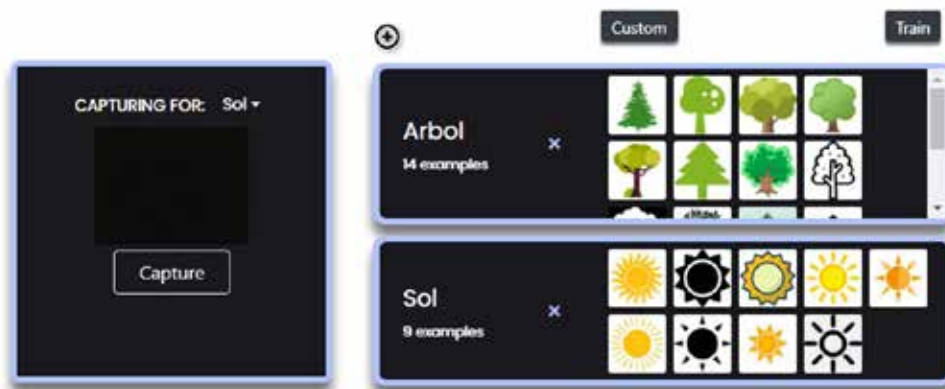 Custom
Train
CAPTURING FOR: Sol
Capture
Arbol
14 examples
×
Sol
9 examples
×